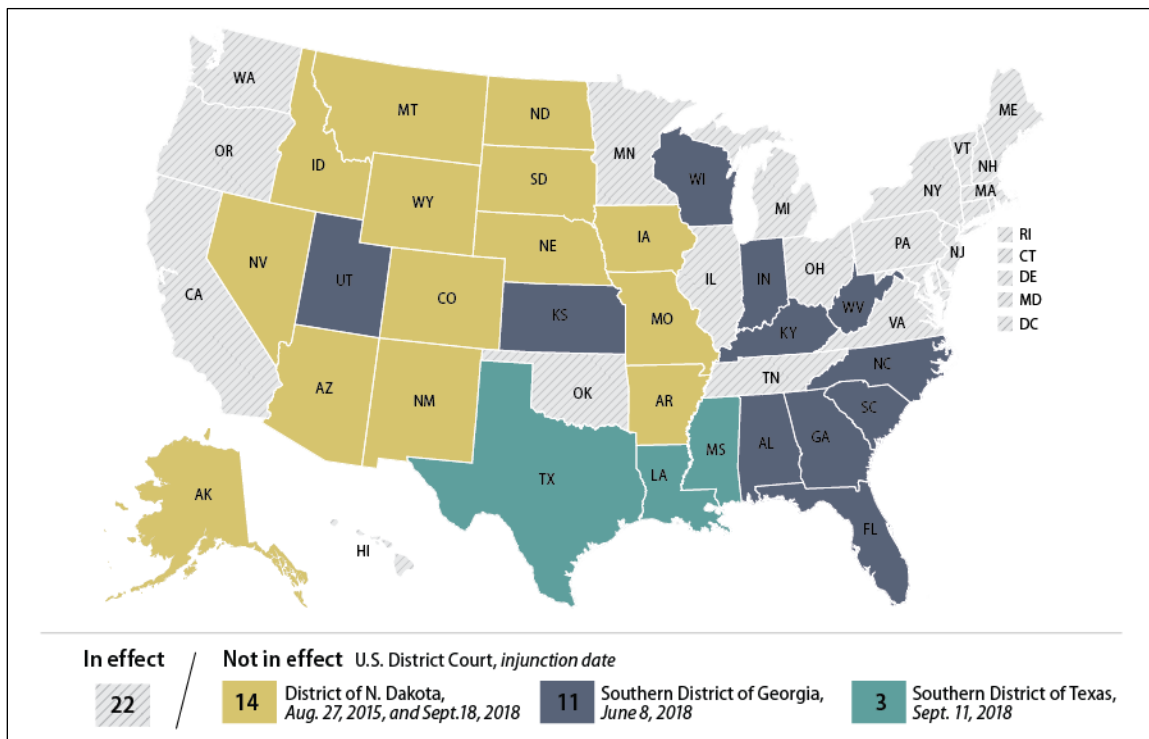 WA
MT
ND
ME
OR
ID
MN
VT
NH
SD
WI
NY
MA
WY
MI
IA
PA
RI
NE
NJ
CT
NV
IL
IN
OH
DE
UT
CO
WV
MD
CA
KS
MO
KY
VA
DC
NC
TN
AZ
NM
OK
AR
SC
MS
AL
GA
TX
LA
AK
FL
HI
In effect
22
Not in effect U.S. District Court, injunction date
14
District of N. Dakota,
Aug. 27, 2015, and Sept.18, 2018
11
Southern District of Georgia,
June 8, 2018
3
Southern District of Texas,
Sept. 11, 2018